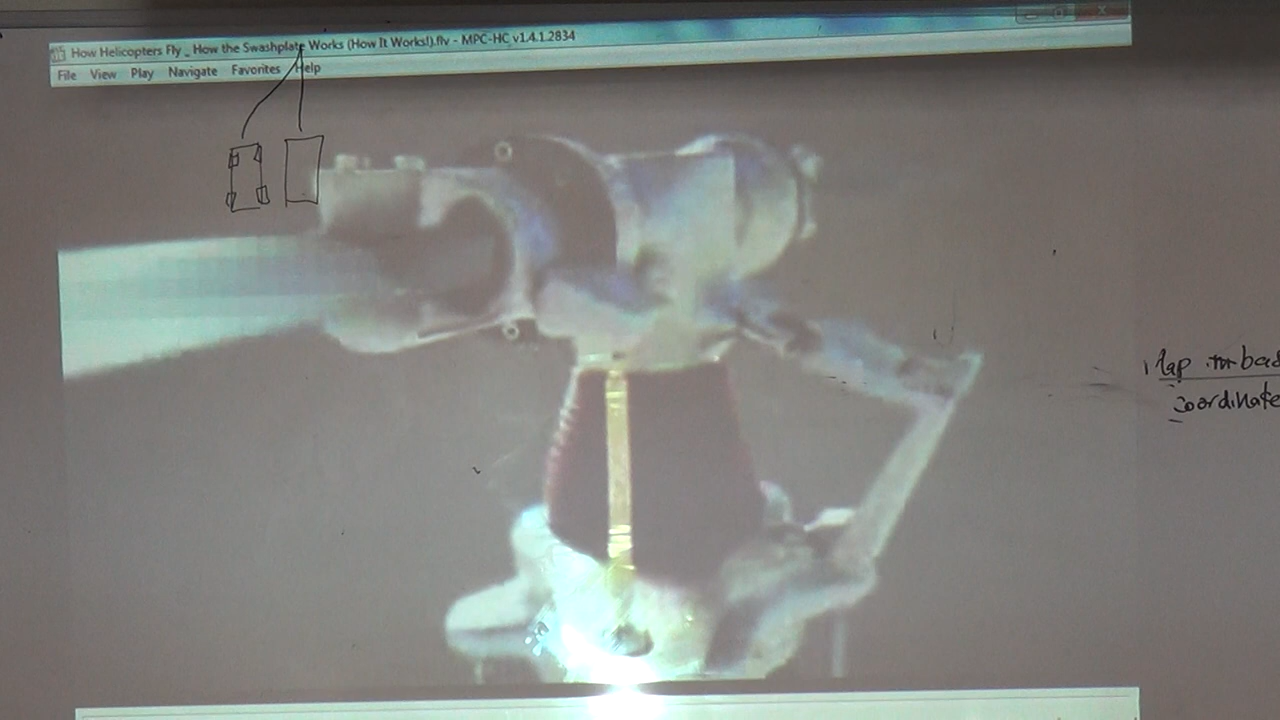 How Helicopters Fly _ How the Swashplate Works (How It Works!).flv - MPC-HC v1.4.1.2834
File View Play Navigate Favorites Help
coordinate